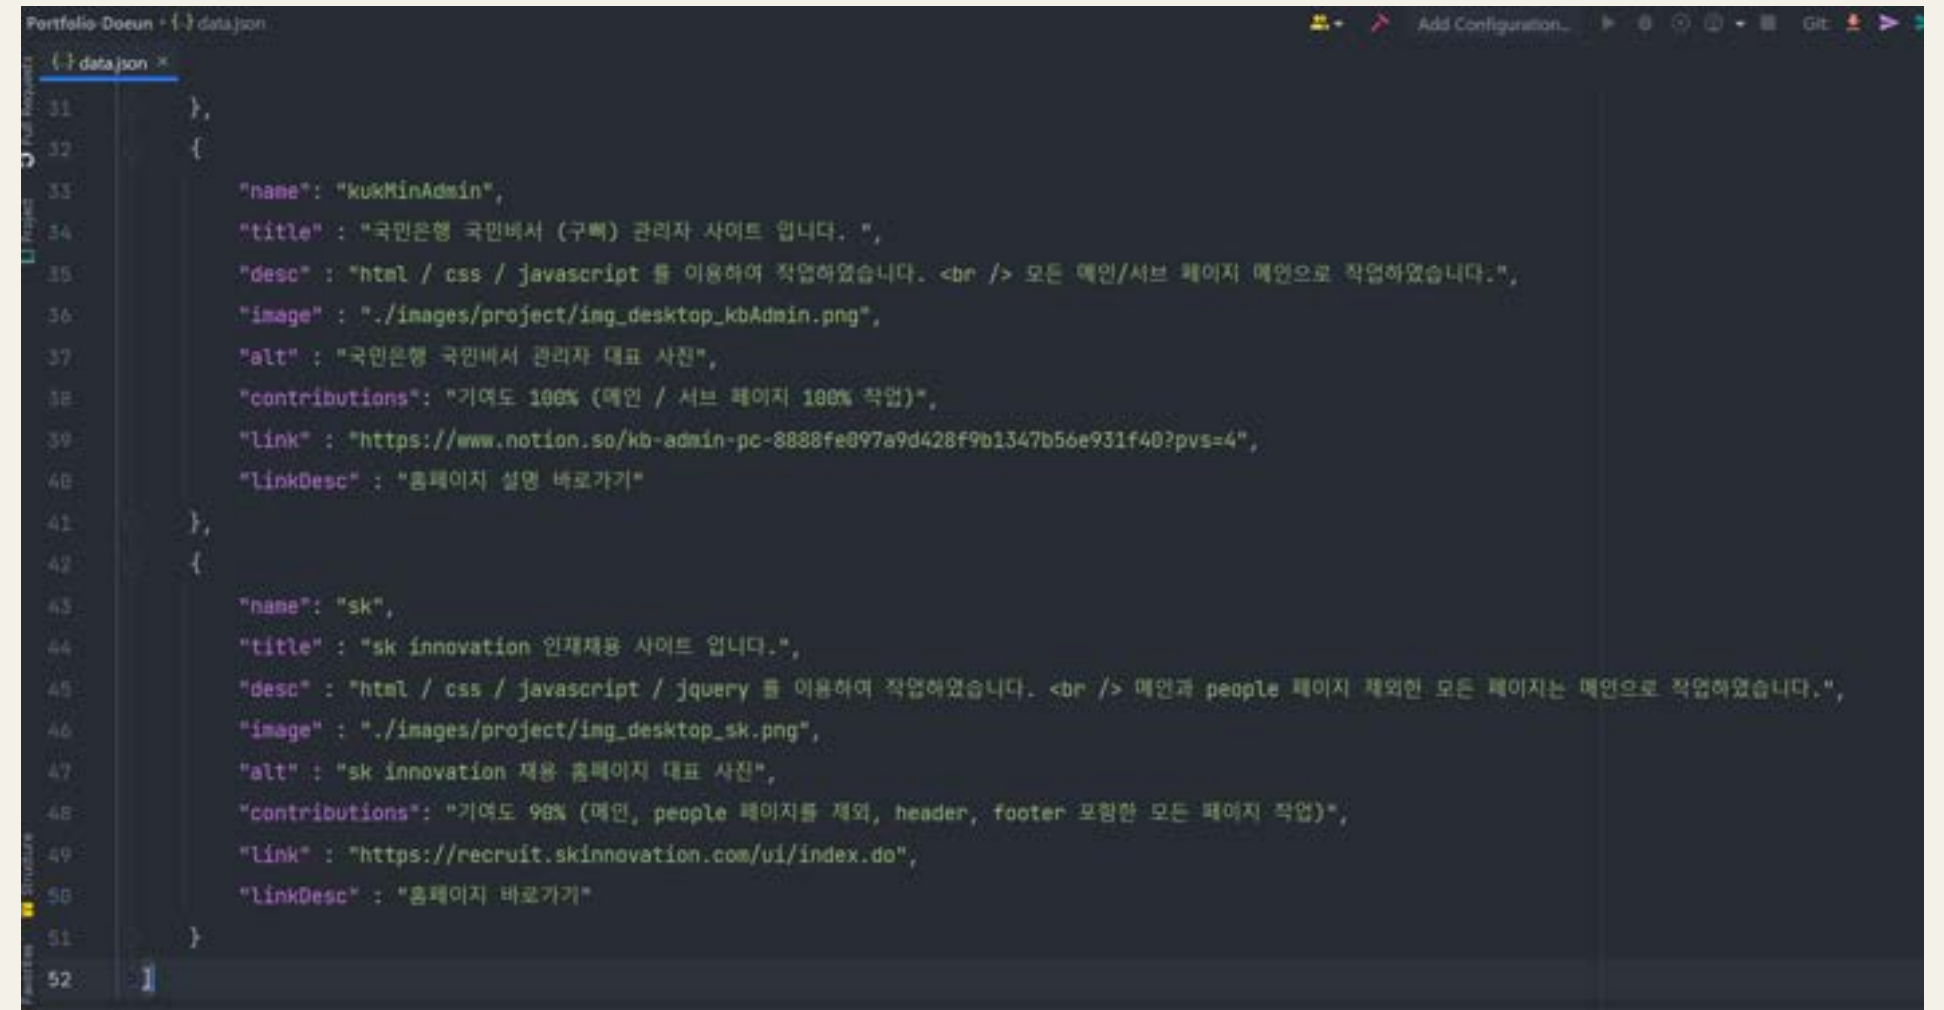 Portfolio-Doeun data.json
Add Configuration... Git:
data.json ×
Pull Requests
Project
Structure
Favorites
31 },
32 {
33 "name": "kukMinAdmin",
34 "title" : "국민은행 국민비서 (구삐) 관리자 사이트 입니다. ",
35 "desc" : "html / css / javascript 를 이용하여 작업하였습니다. <br /> 모든 메인/서브 페이지 메인으로 작업하였습니다.",
36 "image" : "./images/project/img_desktop_kbAdmin.png",
37 "alt" : "국민은행 국민비서 관리자 대표 사진",
38 "contributions": "기여도 100% (메인 / 서브 페이지 100% 작업)",
39 "link" : "https://www.notion.so/kb-admin-pc-8888fe097a9d428f9b1347b56e931f40?pvs=4",
40 "linkDesc" : "홈페이지 설명 바로가기"
41 },
42 {
43 "name": "sk",
44 "title" : "sk innovation 인재채용 사이트 입니다.",
45 "desc" : "html / css / javascript / jquery 를 이용하여 작업하였습니다. <br /> 메인과 people 페이지 제외한 모든 페이지는 메인으로 작업하였습니다.",
46 "image" : "./images/project/img_desktop_sk.png",
47 "alt" : "sk innovation 채용 홈페이지 대표 사진",
48 "contributions": "기여도 90% (메인, people 페이지를 제외, header, footer 포함한 모든 페이지 작업)",
49 "link" : "https://recruit.skinnovation.com/ui/index.do",
50 "linkDesc" : "홈페이지 바로가기"
51 }
52 ]